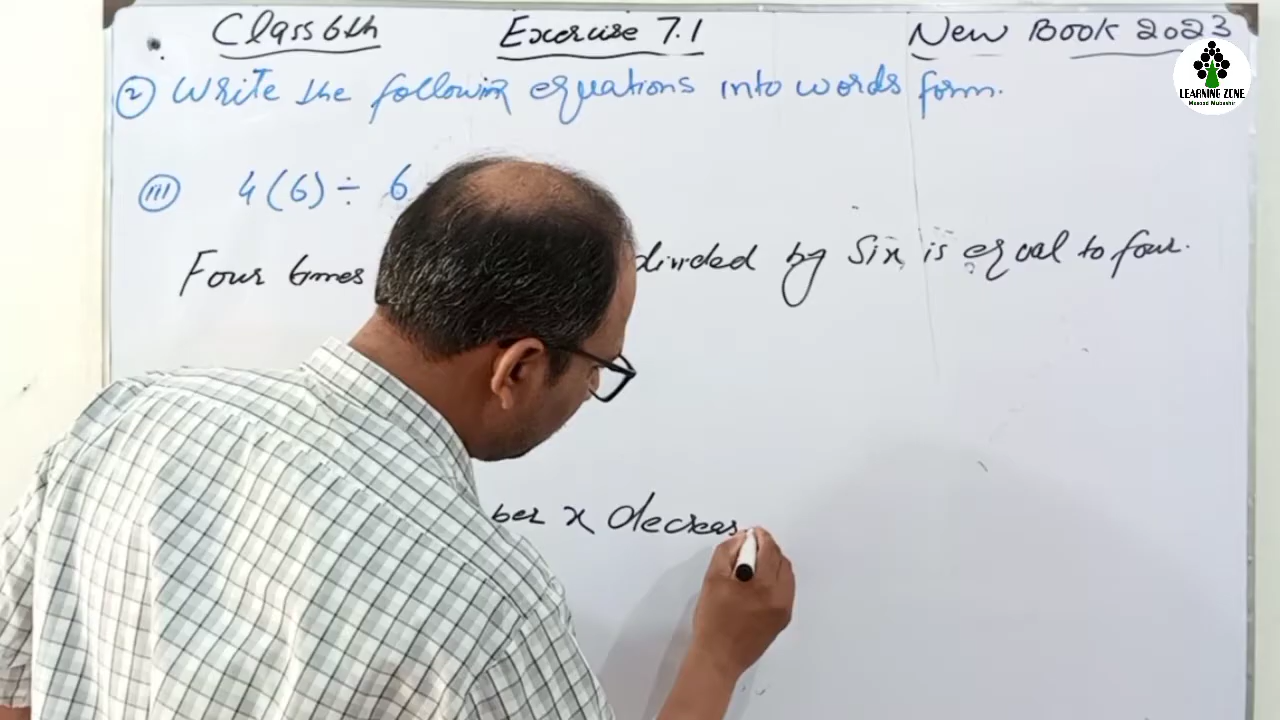 Class 6th Exercise 7.1 New Book 2023
② Write the following equations into words form.
LEARNING ZONE
(iii) 4(6) ÷ 6
Four times divided by Six is eqaul to four.
ber x decreas